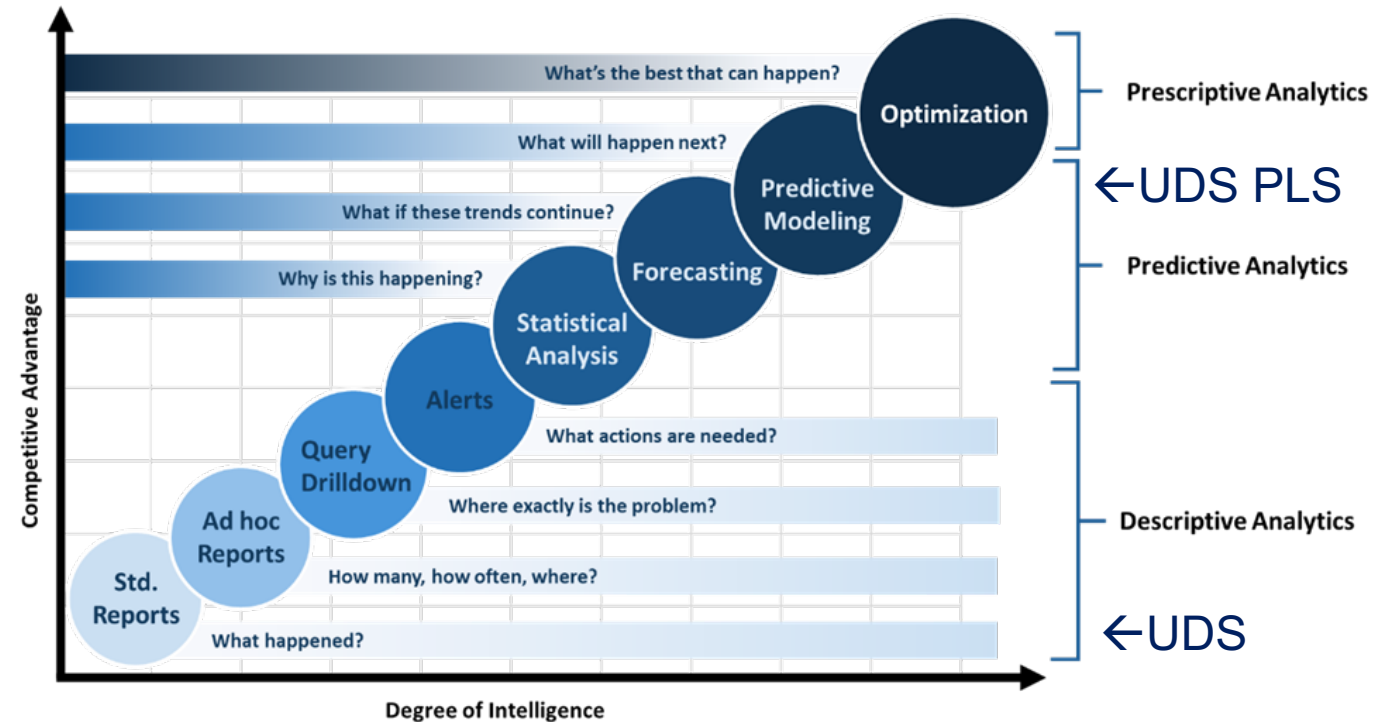 What's the best that can happen?
Optimization
Prescriptive Analytics
What will happen next?
Predictive
Modeling
←UDS PLS
What if these trends continue?
Forecasting
Predictive Analytics
Why is this happening?
Statistical
Analysis
Alerts
What actions are needed?
Query
Drilldown
Where exactly is the problem?
Descriptive Analytics
Ad hoc
Reports
How many, how often, where?
Std.
Reports
What happened?
←UDS
Competitive Advantage
Degree of Intelligence